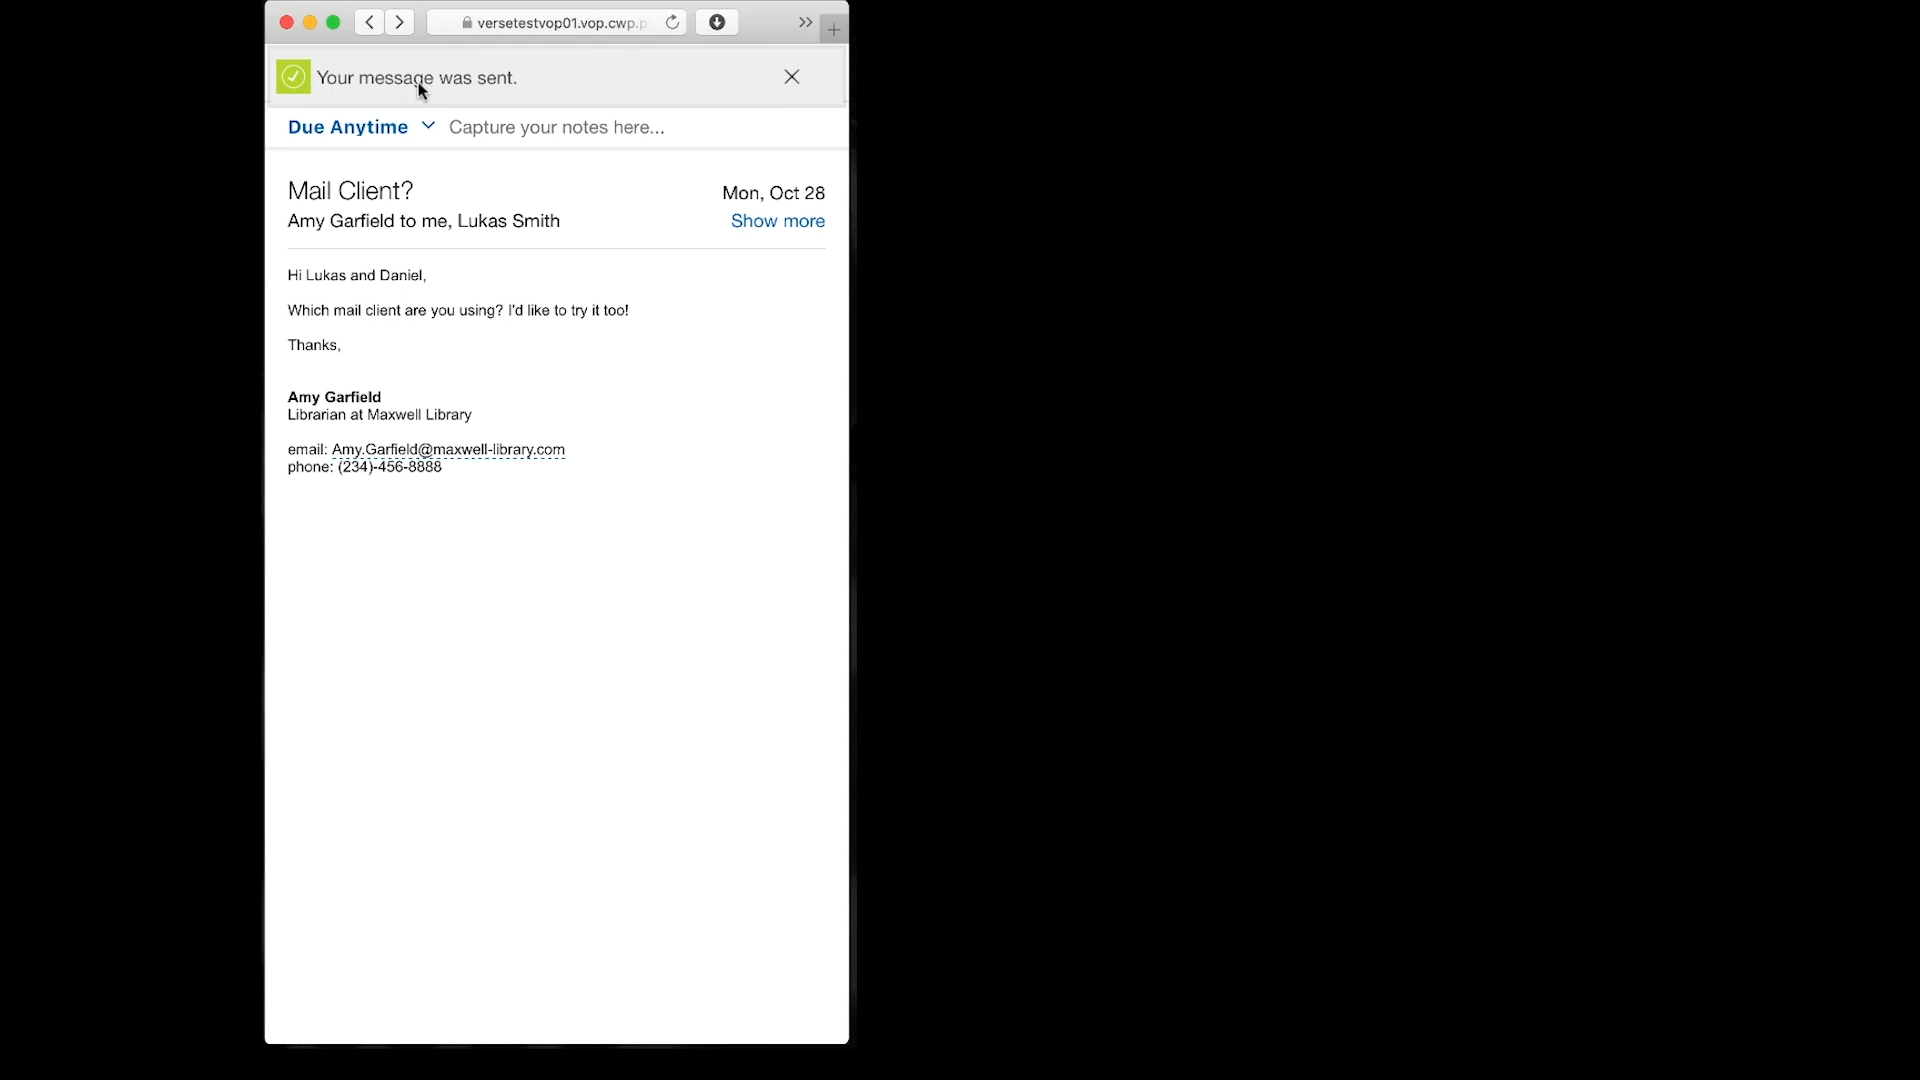 versetestvop01.vop.cwp.p
Your message was sent.
Due Anytime Capture your notes here...
Mail Client? Mon, Oct 28
Amy Garfield to me, Lukas Smith Show more
Hi Lukas and Daniel,
Which mail client are you using? I'd like to try it too!
Thanks,
Amy Garfield
Librarian at Maxwell Library
email: Amy.Garfield@maxwell-library.com
phone: (234)-456-8888